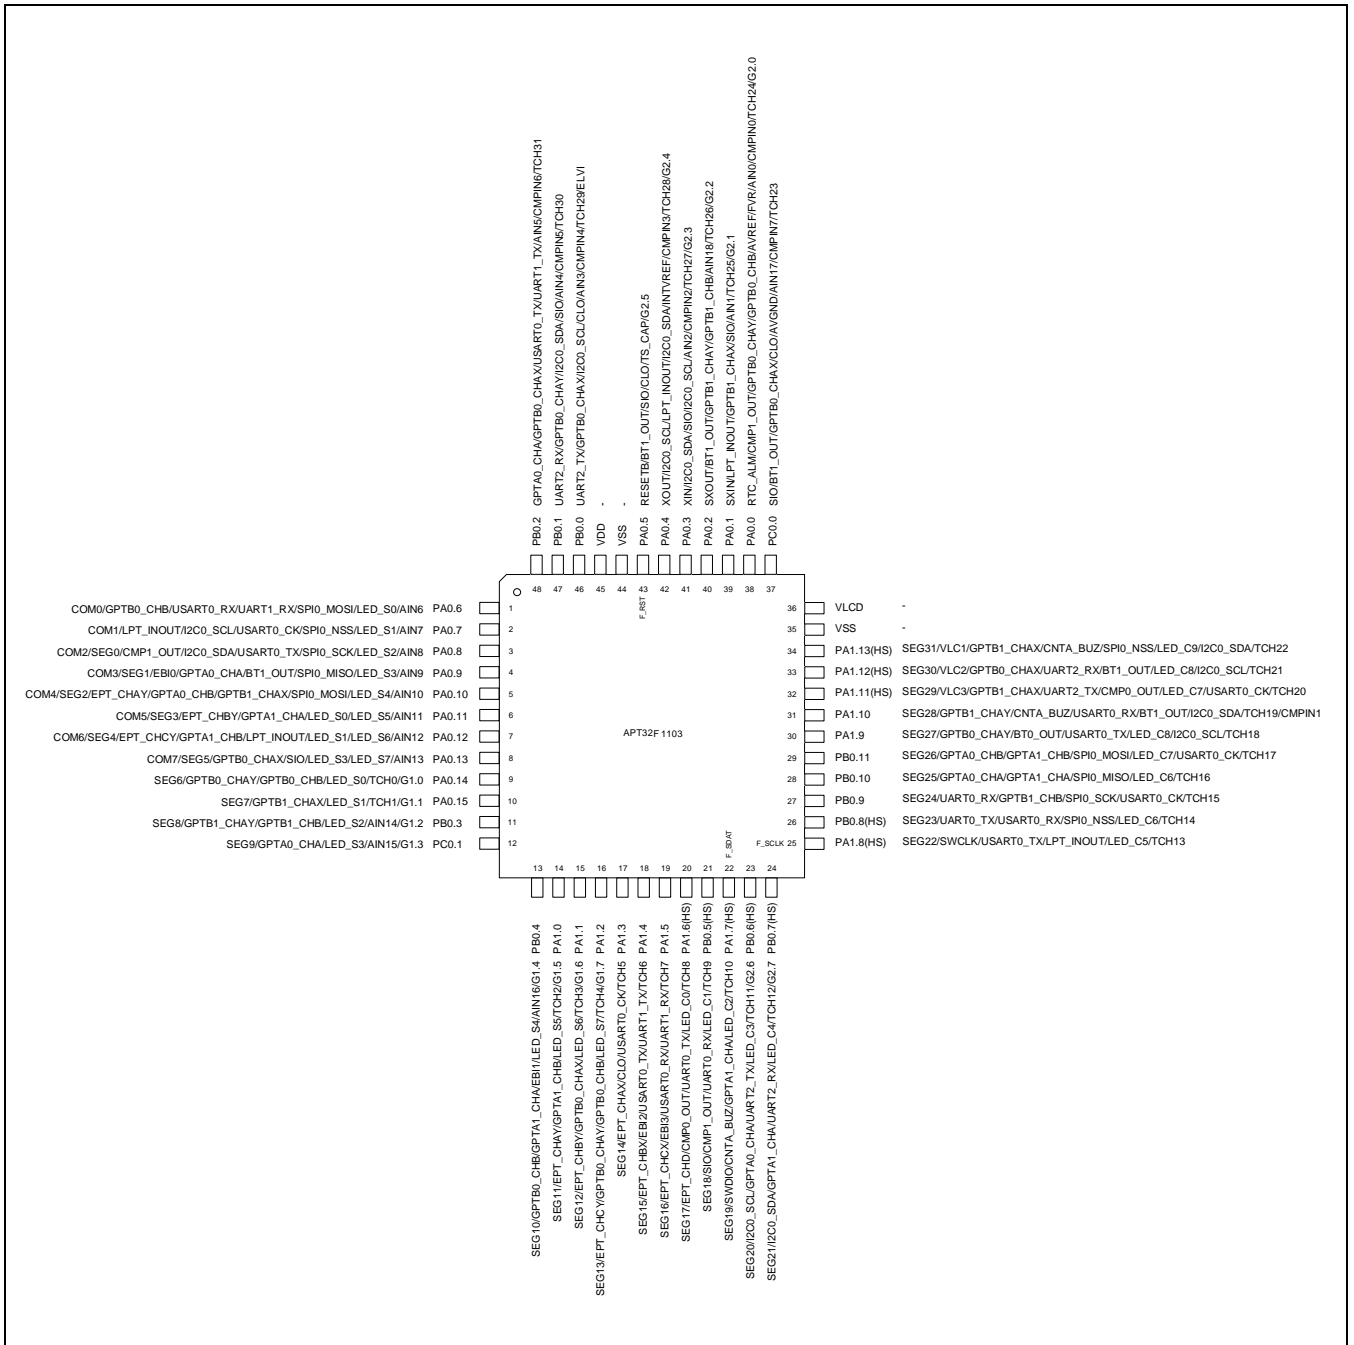 PB0.2 GPTA0_CHA/GPTB0_CHAX/USART0_TX/UART1_TX/AIN5/CMPIN6/TCH31
PB0.1 UART2_RX/GPTB0_CHAY/I2C0_SDA/SIO/AIN4/CMPIN5/TCH30
PB0.0 UART2_TX/GPTB0_CHAX/I2C0_SCL/CLO/AIN3/CMPIN4/TCH29/ELVI
VDD -
VSS -
PA0.5 RESETB/BT1_OUT/SIO/CLO/TS_CAP/G2.5
PA0.4 XOUT/I2C0_SCL/LPT_INOUT/I2C0_SDA/INTVREF/CMPIN3/TCH28/G2.4
PA0.3 XIN/I2C0_SDA/SIO/I2C0_SCL/AIN2/CMPIN2/TCH27/G2.3
PA0.2 SXOUT/BT1_OUT/GPTB1_CHAY/GPTB1_CHB/AIN18/TCH26/G2.2
PA0.1 SXIN/LPT_INOUT/GPTB1_CHAX/SIO/AIN1/TCH25/G2.1
PA0.0 RTC_ALM/CMP1_OUT/GPTB0_CHAY/GPTB0_CHB/AVREF/FVR/AIN0/CMPIN0/TCH24/G2.0
PC0.0 SIO/BT1_OUT/GPTB0_CHAX/CLO/AVGND/AIN17/CMPIN7/TCH23
48 47 46 45 44 43 42 41 40 39 38 37
F_RST
COM0/GPTB0_CHB/USART0_RX/UART1_RX/SPI0_MOSI/LED_S0/AIN6 PA0.6 1
COM1/LPT_INOUT/I2C0_SCL/USART0_CK/SPI0_NSS/LED_S1/AIN7 PA0.7 2
COM2/SEG0/CMP1_OUT/I2C0_SDA/USART0_TX/SPI0_SCK/LED_S2/AIN8 PA0.8 3
COM3/SEG1/EBI0/GPTA0_CHA/BT1_OUT/SPI0_MISO/LED_S3/AIN9 PA0.9 4
COM4/SEG2/EPT_CHAY/GPTA0_CHB/GPTB1_CHAX/SPI0_MOSI/LED_S4/AIN10 PA0.10 5
COM5/SEG3/EPT_CHBY/GPTA1_CHA/LED_S0/LED_S5/AIN11 PA0.11 6
COM6/SEG4/EPT_CHCY/GPTA1_CHB/LPT_INOUT/LED_S1/LED_S6/AIN12 PA0.12 7
COM7/SEG5/GPTB0_CHAX/SIO/LED_S3/LED_S7/AIN13 PA0.13 8
SEG6/GPTB0_CHAY/GPTB0_CHB/LED_S0/TCH0/G1.0 PA0.14 9
SEG7/GPTB1_CHAX/LED_S1/TCH1/G1.1 PA0.15 10
SEG8/GPTB1_CHAY/GPTB1_CHB/LED_S2/AIN14/G1.2 PB0.3 11
SEG9/GPTA0_CHA/LED_S3/AIN15/G1.3 PC0.1 12
APT32F1103
36 VLCD -
35 VSS -
34 PA1.13(HS) SEG31/VLC1/GPTB1_CHAX/CNTA_BUZ/SPI0_NSS/LED_C9/I2C0_SDA/TCH22
33 PA1.12(HS) SEG30/VLC2/GPTB0_CHAX/UART2_RX/BT1_OUT/LED_C8/I2C0_SCL/TCH21
32 PA1.11(HS) SEG29/VLC3/GPTB1_CHAX/UART2_TX/CMP0_OUT/LED_C7/USART0_CK/TCH20
31 PA1.10 SEG28/GPTB1_CHAY/CNTA_BUZ/USART0_RX/BT1_OUT/I2C0_SDA/TCH19/CMPIN1
30 PA1.9 SEG27/GPTB0_CHAY/BT0_OUT/USART0_TX/LED_C8/I2C0_SCL/TCH18
29 PB0.11 SEG26/GPTA0_CHB/GPTA1_CHB/SPI0_MOSI/LED_C7/USART0_CK/TCH17
28 PB0.10 SEG25/GPTA0_CHA/GPTA1_CHA/SPI0_MISO/LED_C6/TCH16
27 PB0.9 SEG24/UART0_RX/GPTB1_CHB/SPI0_SCK/USART0_CK/TCH15
26 PB0.8(HS) SEG23/UART0_TX/USART0_RX/SPI0_NSS/LED_C6/TCH14
F_SCLK 25 PA1.8(HS) SEG22/SWCLK/USART0_TX/LPT_INOUT/LED_C5/TCH13
F_SDAT
13 14 15 16 17 18 19 20 21 22 23 24
SEG10/GPTB0_CHB/GPTA1_CHA/EBI1/LED_S4/AIN16/G1.4 PB0.4
SEG11/EPT_CHAY/GPTA1_CHB/LED_S5/TCH2/G1.5 PA1.0
SEG12/EPT_CHBY/GPTB0_CHAX/LED_S6/TCH3/G1.6 PA1.1
SEG13/EPT_CHCY/GPTB0_CHAY/GPTB0_CHB/LED_S7/TCH4/G1.7 PA1.2
SEG14/EPT_CHAX/CLO/USART0_CK/TCH5 PA1.3
SEG15/EPT_CHBX/EBI2/USART0_TX/UART1_TX/TCH6 PA1.4
SEG16/EPT_CHCX/EBI3/USART0_RX/UART1_RX/TCH7 PA1.5
SEG17/EPT_CHD/CMP0_OUT/UART0_TX/LED_C0/TCH8 PA1.6(HS)
SEG18/SIO/CMP1_OUT/UART0_RX/LED_C1/TCH9 PB0.5(HS)
SEG19/SWDIO/CNTA_BUZ/GPTA1_CHA/LED_C2/TCH10 PA1.7(HS)
SEG20/I2C0_SCL/GPTA0_CHA/UART2_TX/LED_C3/TCH11/G2.6 PB0.6(HS)
SEG21/I2C0_SDA/GPTA1_CHA/UART2_RX/LED_C4/TCH12/G2.7 PB0.7(HS)